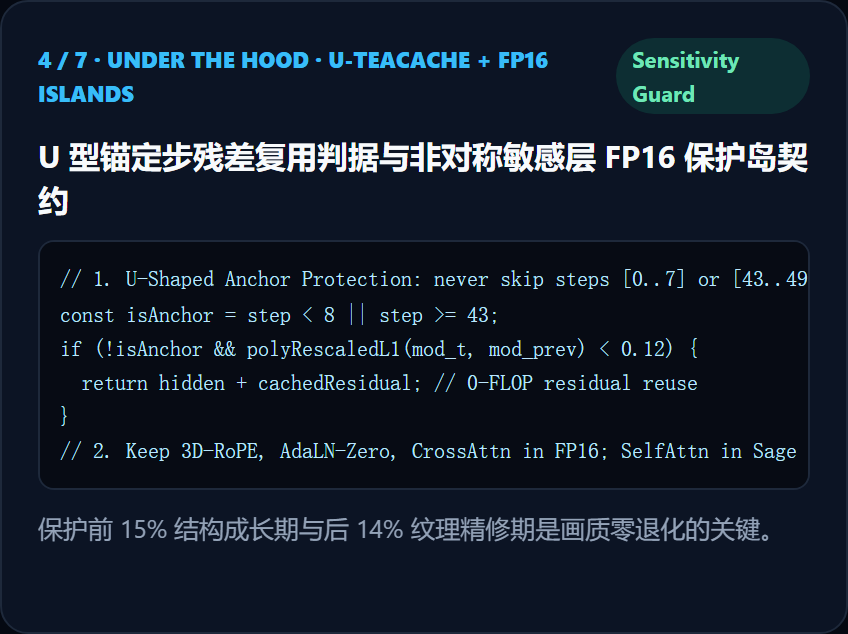 4 / 7 · UNDER THE HOOD · U-TEACACHE + FP16
ISLANDS
Sensitivity
Guard
U 型锚定步残差复用判据与非对称敏感层 FP16 保护岛契
约
// 1. U-Shaped Anchor Protection: never skip steps [0..7] or [43..49
const isAnchor = step < 8 || step >= 43;
if (!isAnchor && polyRescaledL1(mod_t, mod_prev) < 0.12) {
  return hidden + cachedResidual; // 0-FLOP residual reuse
}
// 2. Keep 3D-RoPE, AdaLN-Zero, CrossAttn in FP16; SelfAttn in Sage
保护前 15% 结构成长期与后 14% 纹理精修期是画质零退化的关键。